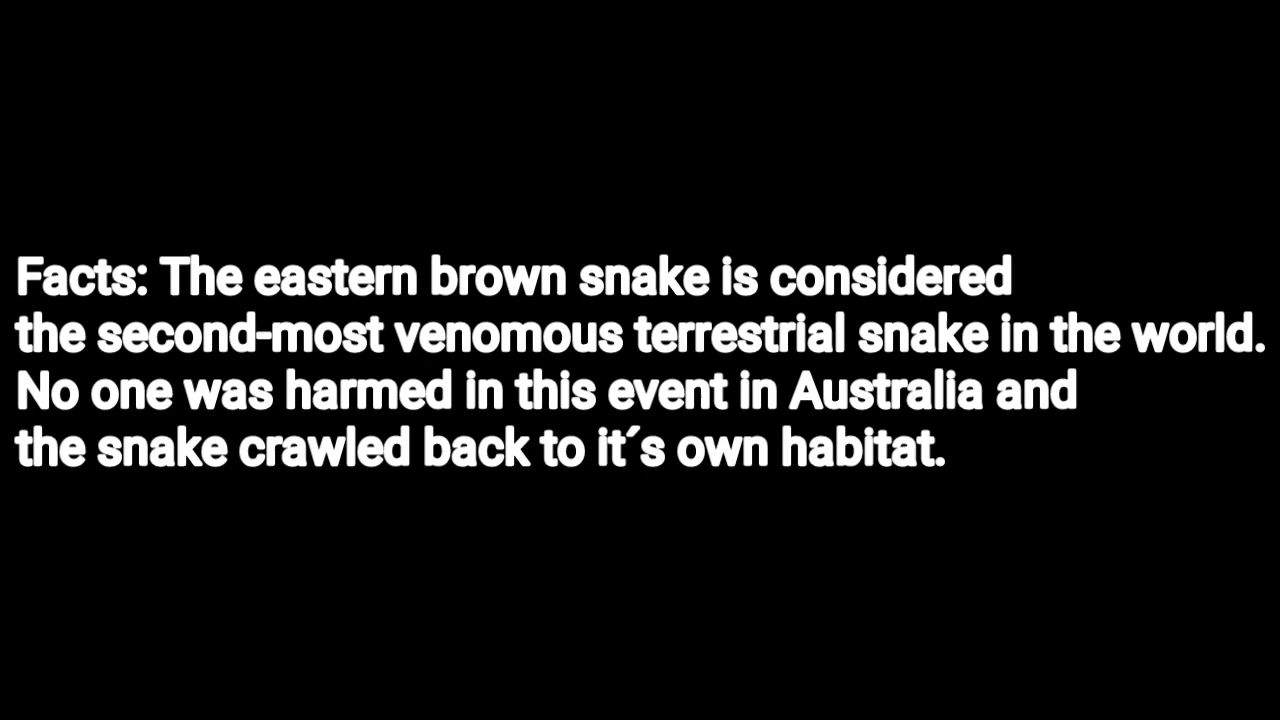 Facts: The eastern brown snake is considered
the second-most venomous terrestrial snake in the world.
No one was harmed in this event in Australia and
the snake crawled back to it´s own habitat.